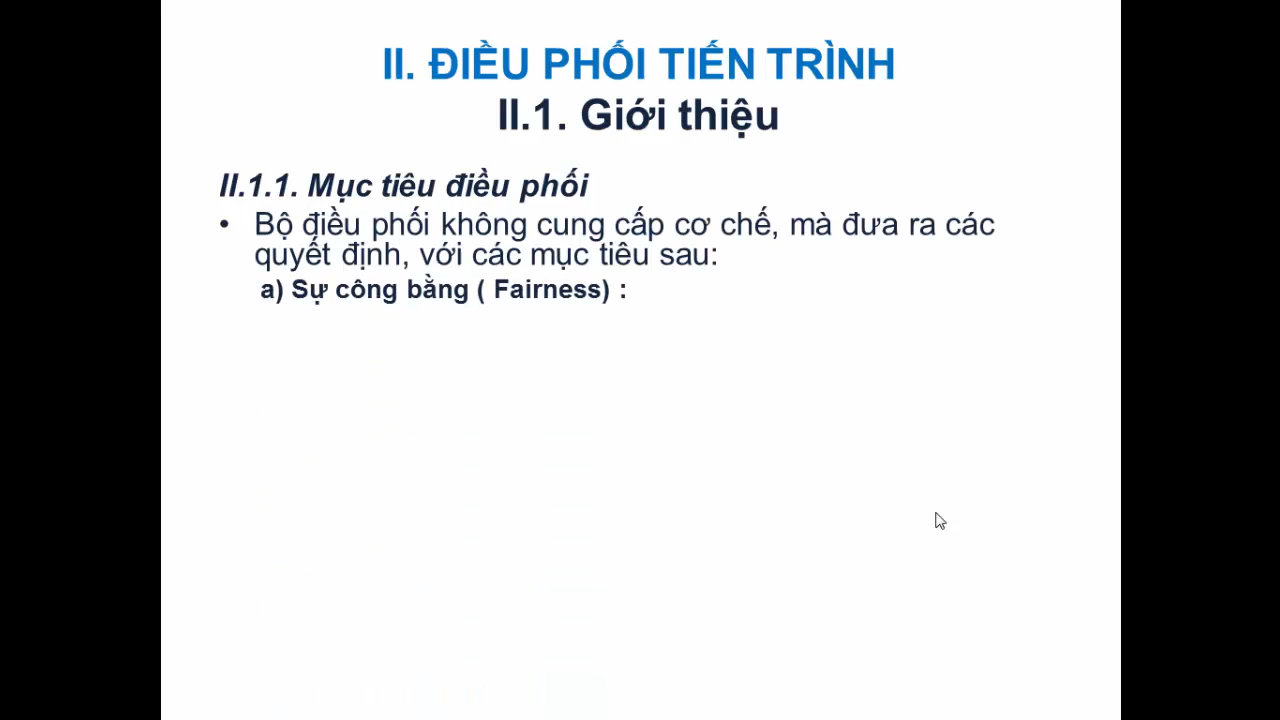 II. ĐIỀU PHỐI TIẾN TRÌNH
II.1. Giới thiệu
II.1.1. Mục tiêu điều phối
• Bộ điều phối không cung cấp cơ chế, mà đưa ra các
quyết định, với các mục tiêu sau:
a) Sự công bằng ( Fairness) :